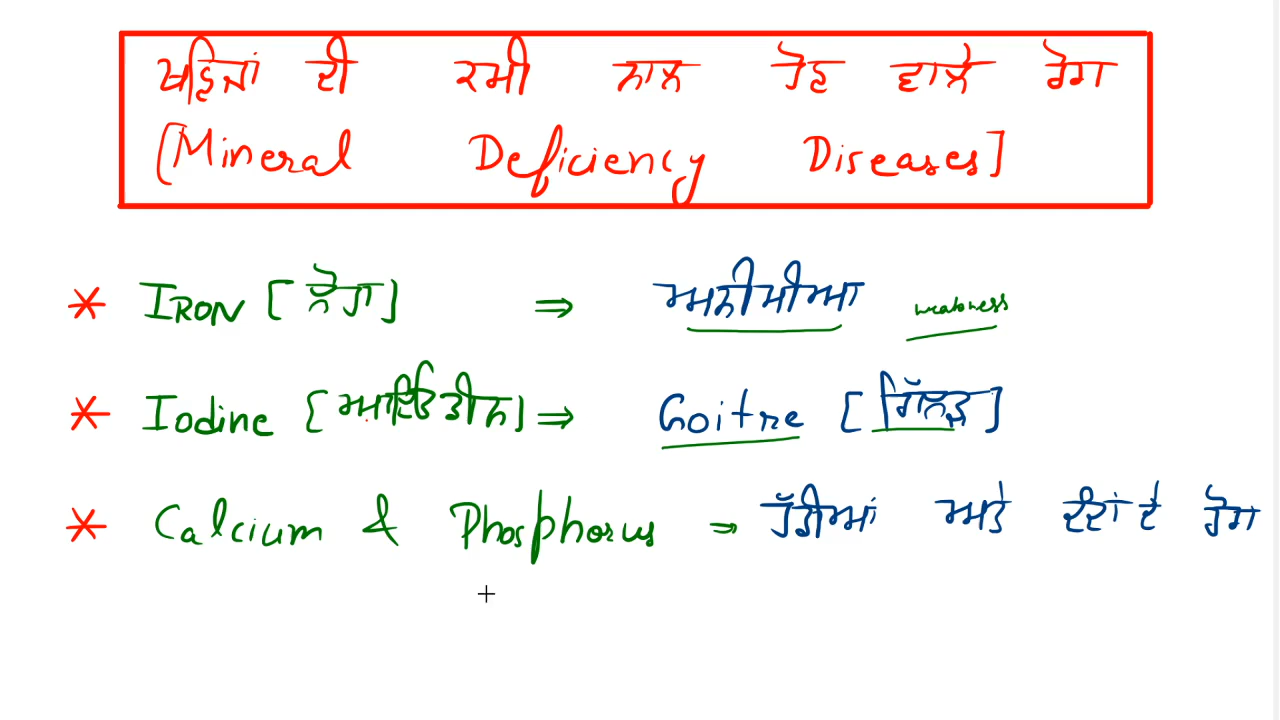 ਖਣਿਜਾਂ ਦੀ ਕਮੀ ਨਾਲ ਹੋਣ ਵਾਲੇ ਰੋਗ
[Mineral Deficiency Diseases]
* IRON [ਲੋਹਾ] ⇒ ਅਨੀਮੀਆ weakness
* Iodine [ਆਇਓਡੀਨ] ⇒ Goitre [ਗਿੱਲੜ]
* Calcium & Phosphorus ⇒ ਹੱਡੀਆਂ ਅਤੇ ਦੰਦਾਂ ਦੇ ਰੋਗ